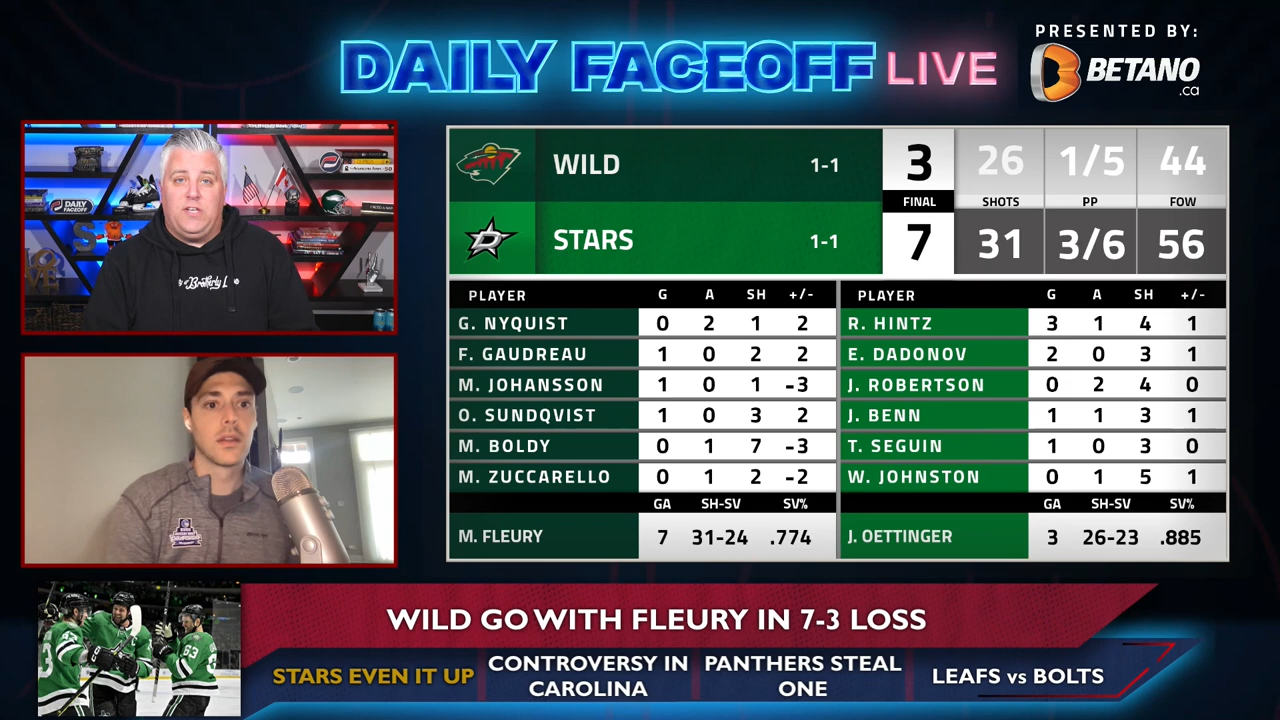 DAILY FACEOFF LIVE
PRESENTED BY:
BETANO
.ca
DAILY
FACEOFF
WILD 1-1 3 26 1/5 44
FINAL SHOTS PP FOW
STARS 1-1 7 31 3/6 56
PLAYER G A SH +/-
G. NYQUIST 0 2 1 2
F. GAUDREAU 1 0 2 2
M. JOHANSSON 1 0 1 -3
O. SUNDQVIST 1 0 3 2
M. BOLDY 0 1 7 -3
M. ZUCCARELLO 0 1 2 -2
GA SH-SV SV%
M. FLEURY 7 31-24 .774
PLAYER G A SH +/-
R. HINTZ 3 1 4 1
E. DADONOV 2 0 3 1
J. ROBERTSON 0 2 4 0
J. BENN 1 1 3 1
T. SEGUIN 1 0 3 0
W. JOHNSTON 0 1 5 1
GA SH-SV SV%
J. OETTINGER 3 26-23 .885
WILD GO WITH FLEURY IN 7-3 LOSS
STARS EVEN IT UP
CONTROVERSY IN
CAROLINA
PANTHERS STEAL
ONE
LEAFS vs BOLTS
63